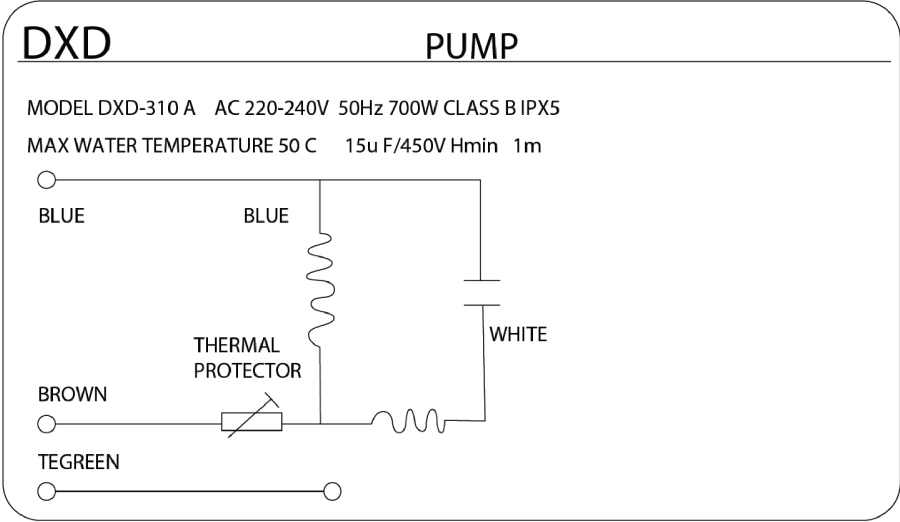 DXD
PUMP
MODEL DXD-310 A AC 220-240V 50Hz 700W CLASS B IPX5
MAX WATER TEMPERATURE 50 C 15u F/450V Hmin 1m
BLUE
BLUE
WHITE
THERMAL
PROTECTOR
BROWN
TEGREEN